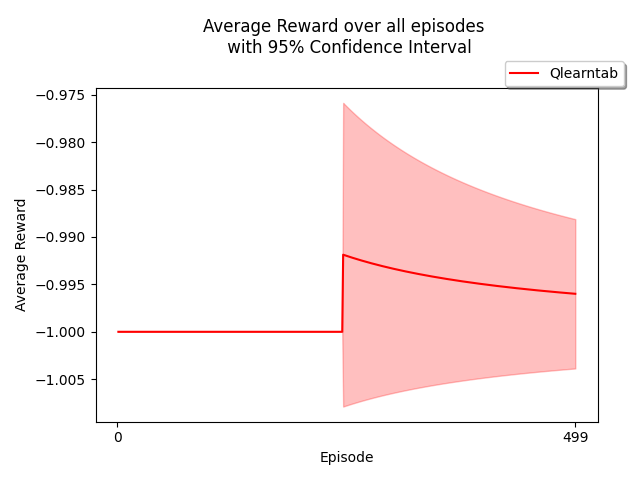 Average Reward over all episodes
with 95% Confidence Interval
Qlearntab
−0.975
−0.980
−0.985
−0.990
−0.995
−1.000
−1.005
Average Reward
0
499
Episode